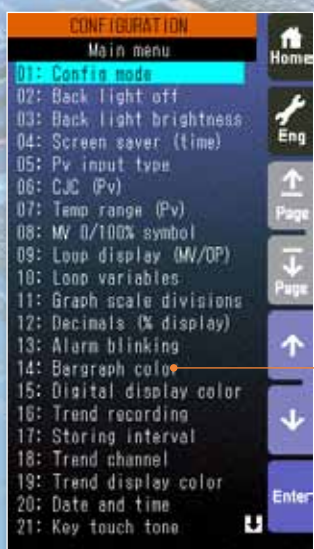 CONFIGURATION
Main menu
01: Config mode
02: Back light off
03: Back light brightness
04: Screen saver (time)
05: Pv input type
06: CJC (Pv)
07: Temp range (Pv)
08: MV 0/100% symbol
09: Loop display (MV/OP)
10: Loop variables
11: Graph scale divisions
12: Decimals (% display)
13: Alarm blinking
14: Bargraph color
15: Digital display color
16: Trend recording
17: Storing interval
18: Trend channel
19: Trend display color
20: Date and time
21: Key touch tone
Home
Eng
Page
Page
Enter